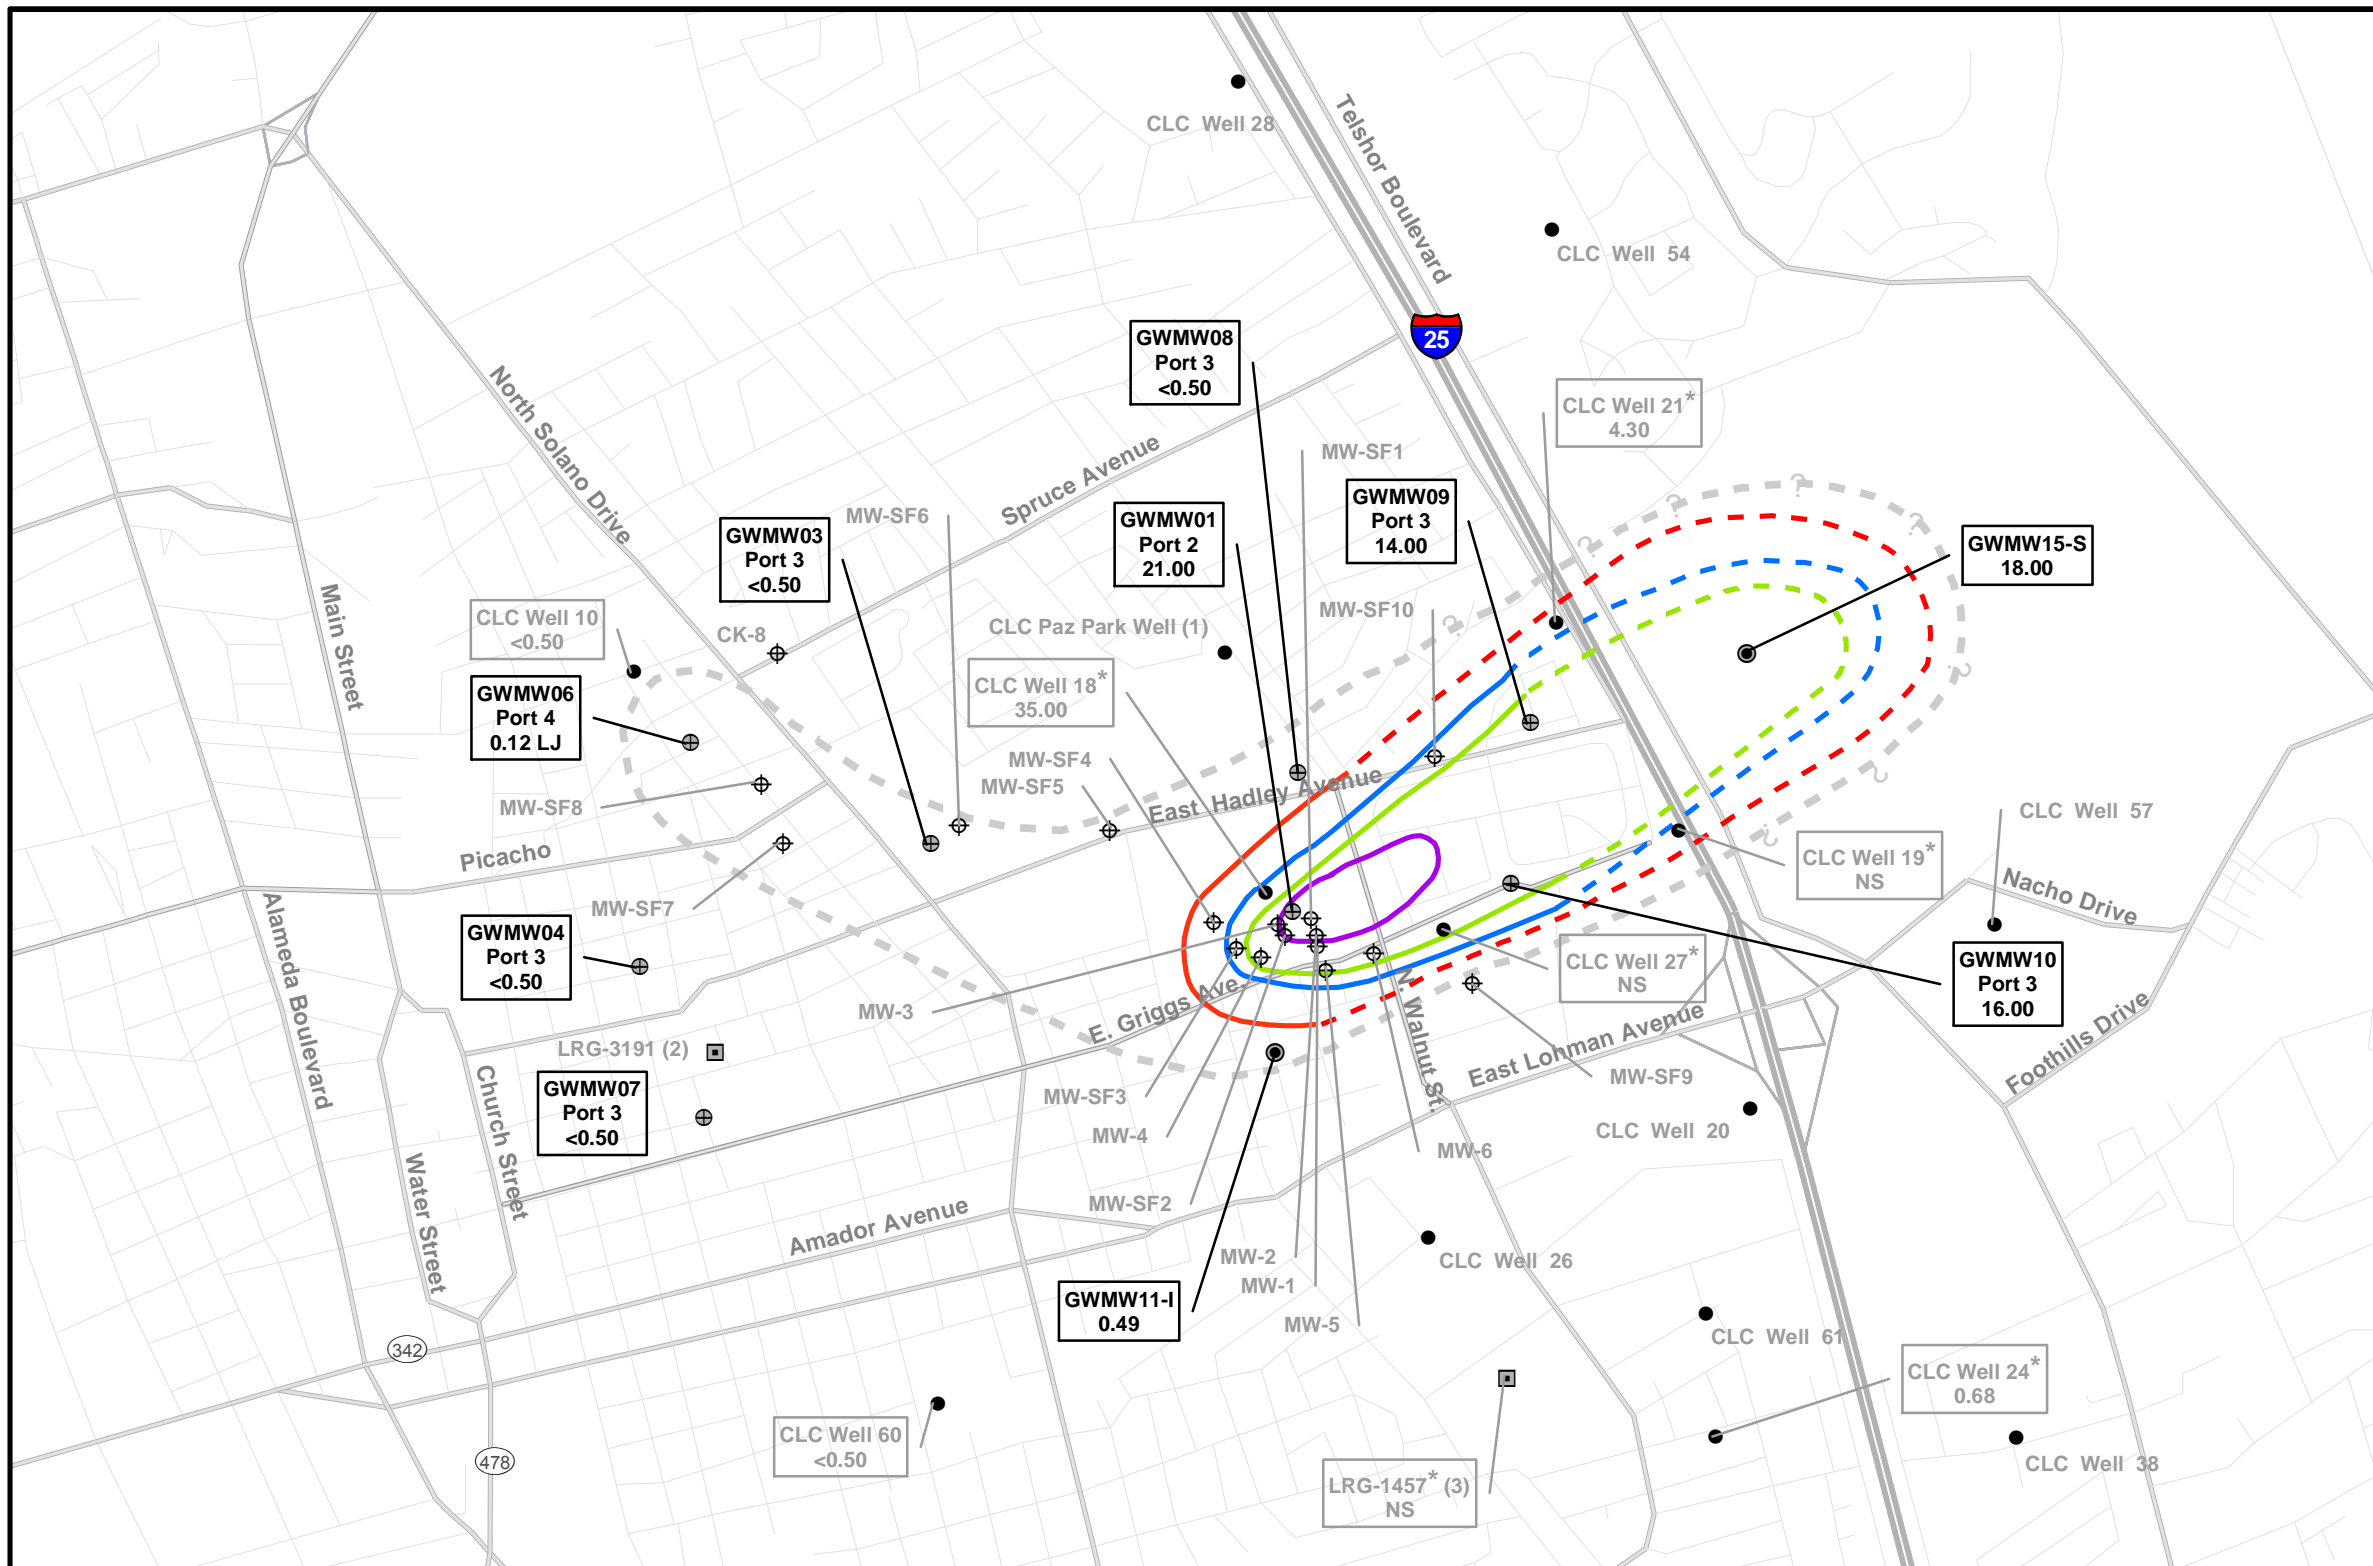 CLC Well 28
Telshor Boulevard
CLC Well 54
25
GWMW08
Port 3
<0.50
CLC Well 21*
4.30
North Solano Drive
Spruce Avenue
MW-SF1
GWMW09
Port 3
14.00
GWMW01
Port 2
21.00
MW-SF6
GWMW03
Port 3
<0.50
GWMW15-S
18.00
?
?
?
?
?
?
?
?
?
Main Street
CLC Well 10
<0.50
CK-8
CLC Paz Park Well (1)
MW-SF10
CLC Well 18*
35.00
GWMW06
Port 4
0.12 LJ
MW-SF4
MW-SF5
MW-SF8
East Hadley Avenue
CLC Well 57
Picacho
CLC Well 19*
NS
Nacho Drive
MW-SF7
Alameda Boulevard
GWMW04
Port 3
<0.50
CLC Well 27*
NS
GWMW10
Port 3
16.00
MW-3
E. Griggs Ave.
N. Walnut St.
East Lohman Avenue
Foothills Drive
LRG-3191 (2)
GWMW07
Port 3
<0.50
Church Street
MW-SF3
MW-SF9
MW-4
CLC Well 20
MW-6
Water Street
MW-SF2
Amador Avenue
MW-2
CLC Well 26
MW-1
GWMW11-I
0.49
MW-5
CLC Well 61
342
CLC Well 24*
0.68
CLC Well 60
<0.50
478
CLC Well 38
LRG-1457* (3)
NS